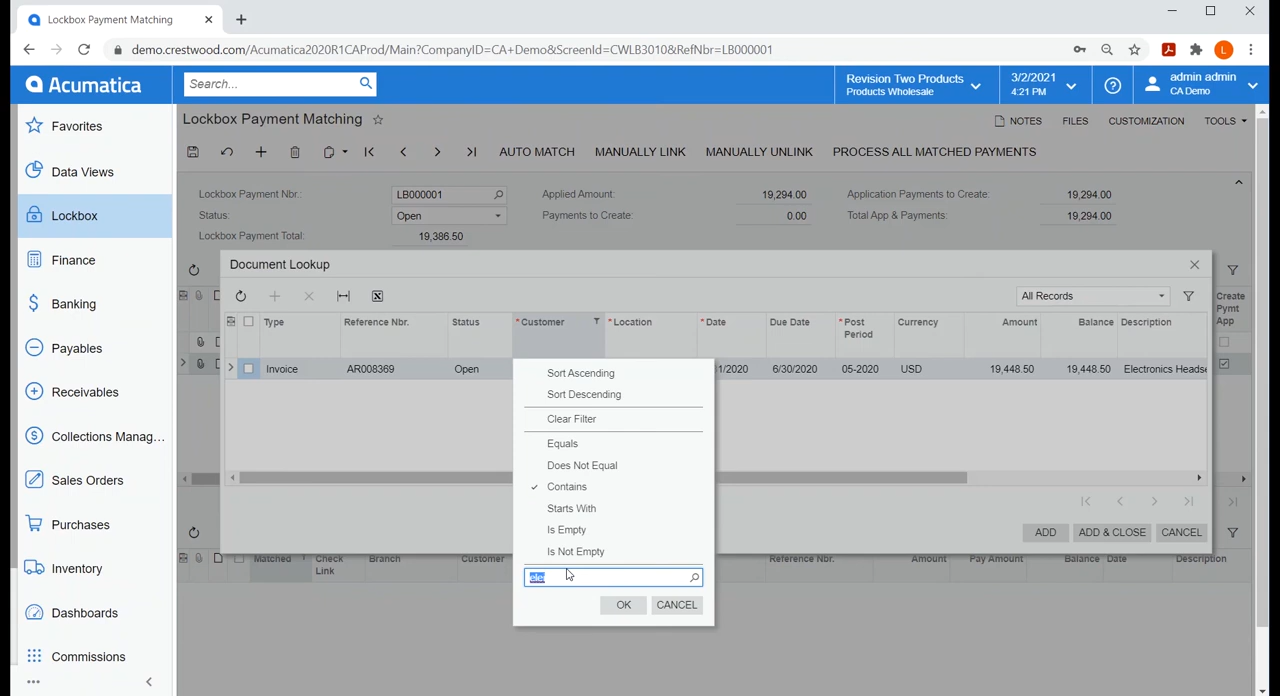 Lockbox Payment Matching
demo.crestwood.com/Acumatica2020R1CAProd/Main?CompanyID=CA+Demo&ScreenId=CWLB3010&RefNbr=LB000001
L
Acumatica
Search...
Revision Two Products
Products Wholesale
3/2/2021
4:21 PM
admin admin
CA Demo
Favorites
Data Views
Lockbox
Finance
Banking
Payables
Receivables
Collections Manag...
Sales Orders
Purchases
Inventory
Dashboards
Commissions
Lockbox Payment Matching
NOTES FILES CUSTOMIZATION TOOLS
AUTO MATCH MANUALLY LINK MANUALLY UNLINK PROCESS ALL MATCHED PAYMENTS
Lockbox Payment Nbr.: LB000001 Applied Amount: 19,294.00 Application Payments to Create: 19,294.00
Status: Open Payments to Create: 0.00 Total App & Payments: 19,294.00
Lockbox Payment Total: 19,386.50
Create
Pymt
App
Document Lookup
All Records
Type Reference Nbr. Status * Customer * Location * Date Due Date * Post Period Currency Amount Balance Description
Invoice AR008369 Open 1/2020 6/30/2020 05-2020 USD 19,448.50 19,448.50 Electronics Headse
Sort Ascending
Sort Descending
Clear Filter
Equals
Does Not Equal
Contains
Starts With
Is Empty
Is Not Empty
ele
OK CANCEL
ADD ADD & CLOSE CANCEL
Matched Check Link Branch Customer Reference Nbr. Amount Pay Amount Balance Date Description